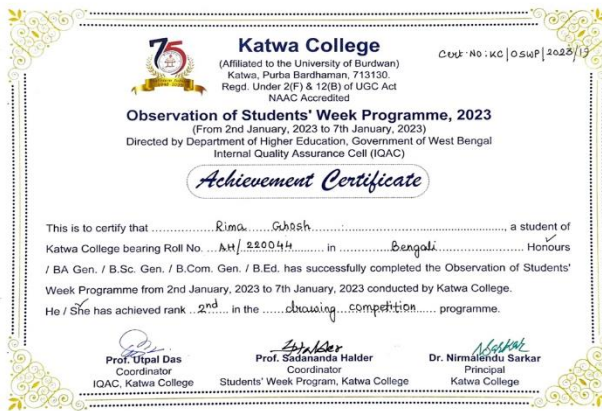 75
Katwa College
Cert. No: KC|OSWP|2023/19
(Affiliated to the University of Burdwan)
Katwa, Purba Bardhaman, 713130.
Regd. Under 2(F) & 12(B) of UGC Act
NAAC Accredited
Observation of Students' Week Programme, 2023
(From 2nd January, 2023 to 7th January, 2023)
Directed by Department of Higher Education, Government of West Bengal
Internal Quality Assurance Cell (IQAC)
Achievement Certificate
This is to certify that Rima Ghosh, a student of
Katwa College bearing Roll No. AH/220044 in Bengali Honours
/ BA Gen. / B.Sc. Gen. / B.Com. Gen. / B.Ed. has successfully completed the Observation of Students'
Week Programme from 2nd January, 2023 to 7th January, 2023 conducted by Katwa College.
He / She has achieved rank 2nd in the drawing competition programme.
Prof. Utpal Das
Coordinator
IQAC, Katwa College
Prof. Sadananda Halder
Coordinator
Students' Week Program, Katwa College
Dr. Nirmalendu Sarkar
Principal
Katwa College